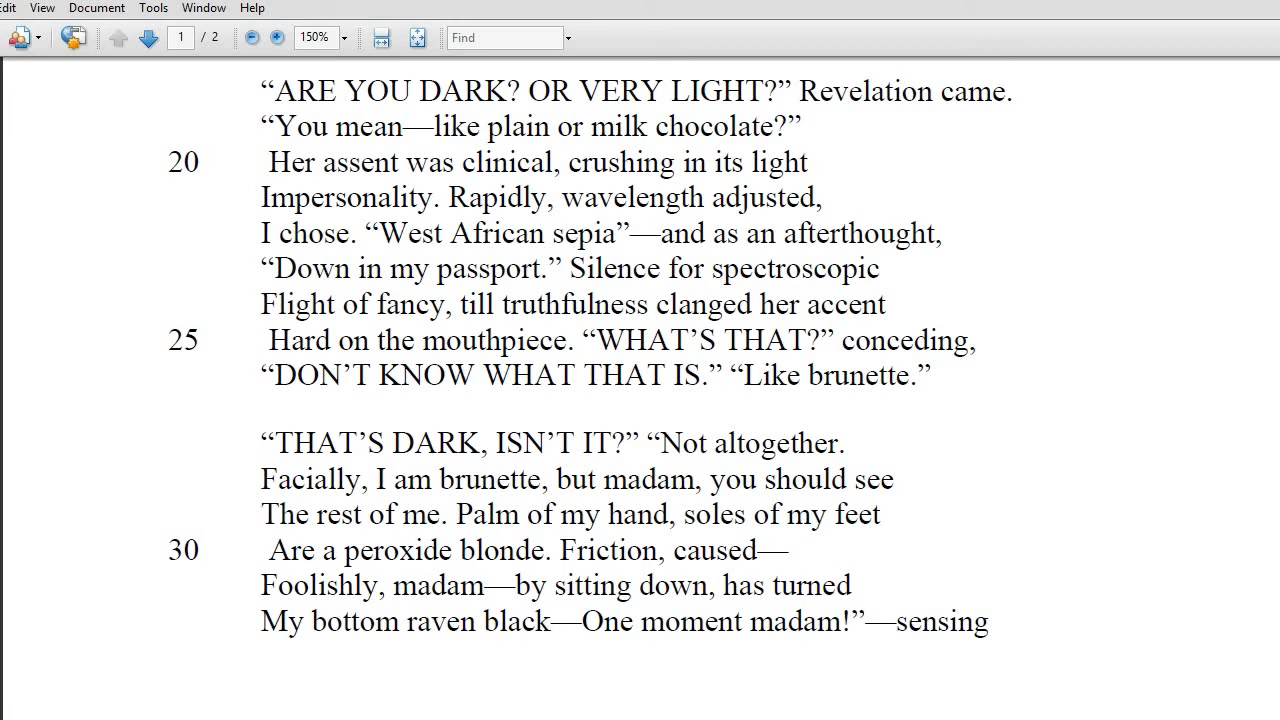 Edit View Document Tools Window Help
1 / 2 150% Find
“ARE YOU DARK? OR VERY LIGHT?” Revelation came.
“You mean—like plain or milk chocolate?”
20 Her assent was clinical, crushing in its light
Impersonality. Rapidly, wavelength adjusted,
I chose. “West African sepia”—and as an afterthought,
“Down in my passport.” Silence for spectroscopic
Flight of fancy, till truthfulness clanged her accent
25 Hard on the mouthpiece. “WHAT’S THAT?” conceding,
“DON’T KNOW WHAT THAT IS.” “Like brunette.”
“THAT’S DARK, ISN’T IT?” “Not altogether.
Facially, I am brunette, but madam, you should see
The rest of me. Palm of my hand, soles of my feet
30 Are a peroxide blonde. Friction, caused—
Foolishly, madam—by sitting down, has turned
My bottom raven black—One moment madam!”—sensing